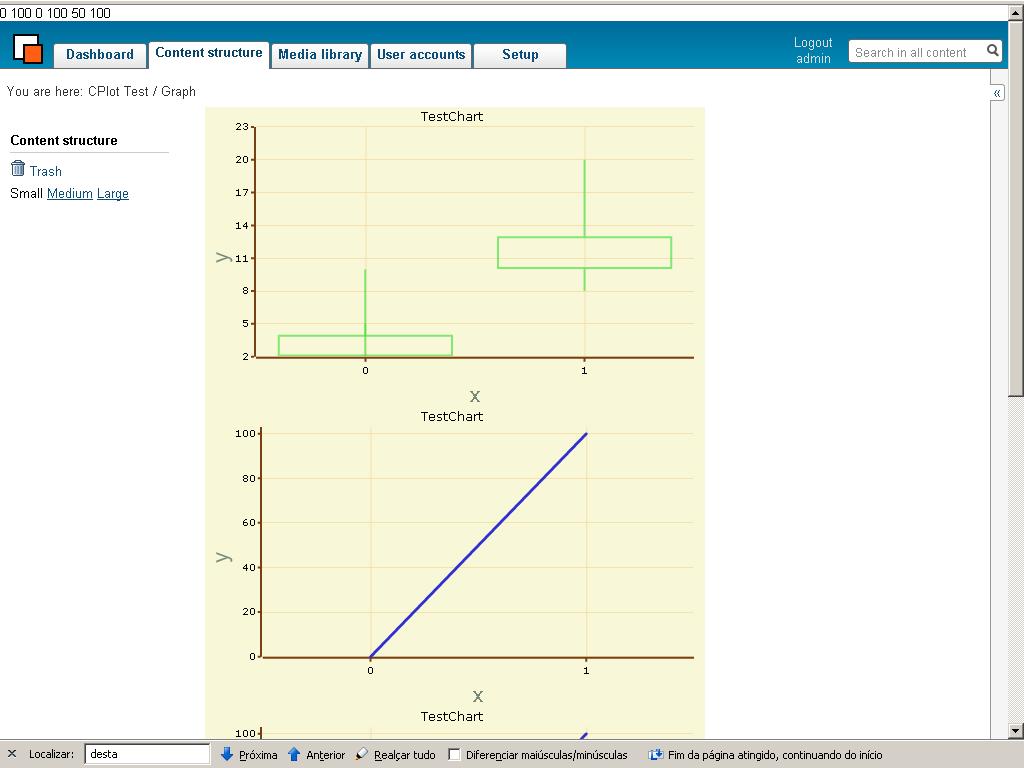 0 100 0 100 50 100
Dashboard Content structure Media library User accounts Setup Logout admin Search in all content
You are here: CPlot Test / Graph «
Content structure
Trash
Small Medium Large
TestChart
23
20
17
14
y 11
8
5
2
0 1
x
TestChart
100
80
60
y 40
20
0
0 1
x
TestChart
100
Localizar: desta Próxima Anterior Realçar tudo Diferenciar maiúsculas/minúsculas Fim da página atingido, continuando do início